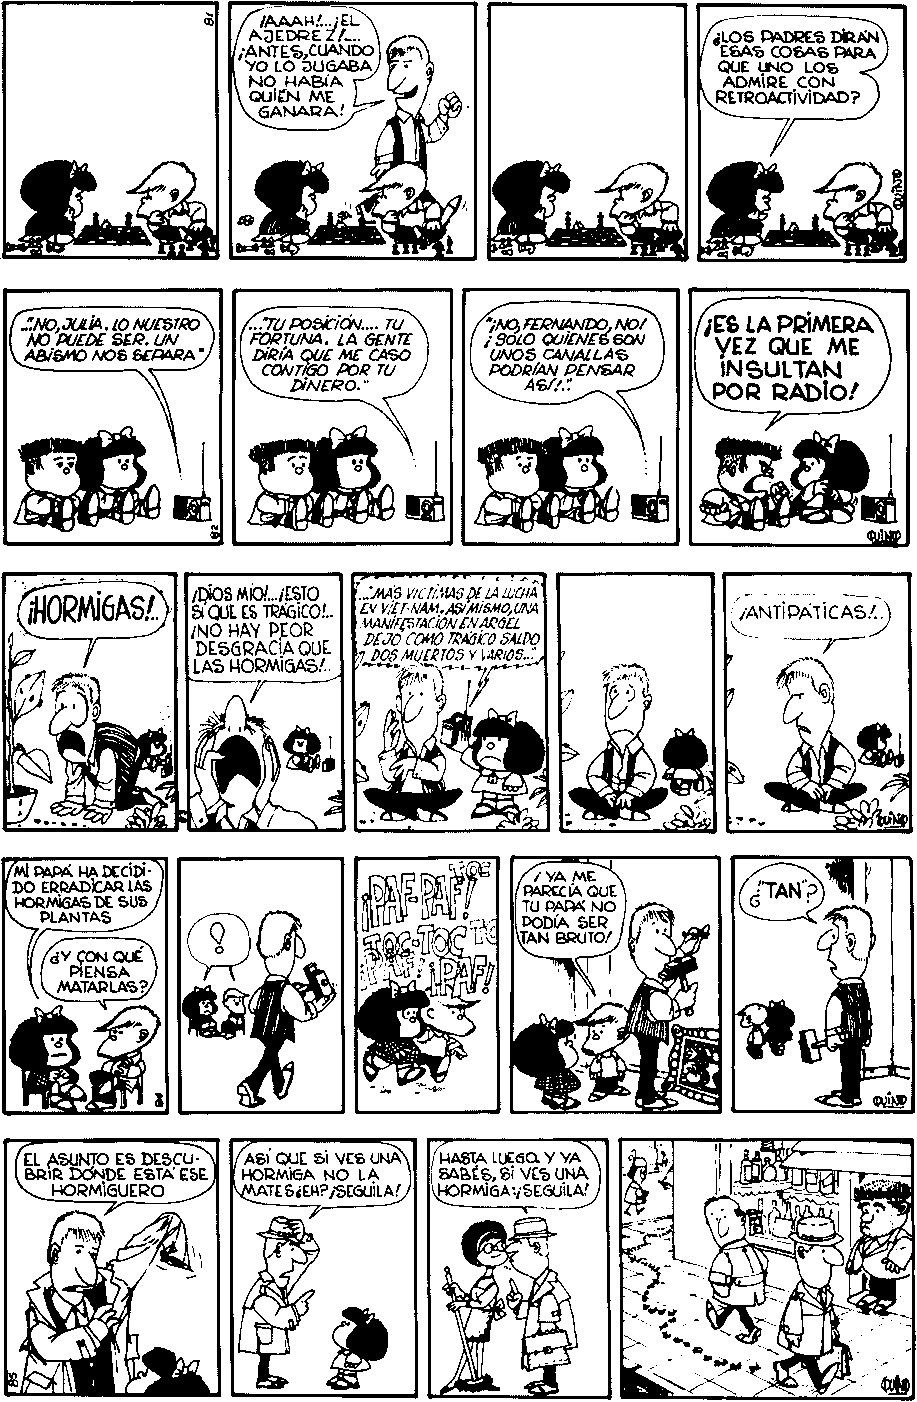 81
¡AAAH!...¡EL
AJEDREZ!....
¡ANTES, CUANDO
YO LO JUGABA
NO HABÍA
QUIÉN ME
GANARA!
¿LOS PADRES DIRÁN
ESAS COSAS PARA
QUE UNO LOS
ADMIRE CON
RETROACTIVIDAD?
QUINO
..."NO, JULIA. LO NUESTRO
NO PUEDE SER. UN
ABISMO NOS SEPARA"
82
..."TU POSICIÓN.... TU
FORTUNA. LA GENTE
DIRÍA QUE ME CASO
CONTIGO POR TU
DINERO."
"¡NO, FERNANDO, NO!
¡SÓLO QUIENES SON
UNOS CANALLAS
PODRÍAN PENSAR
ASÍ!.."
¡ES LA PRIMERA
VEZ QUE ME
INSULTAN
POR RADIO!
QUINO
¡HORMIGAS!..
¡DIOS MIO!...¡ESTO
SÍ QUE ES TRÁGICO!..
¡NO HAY PEOR
DESGRACIA QUE
LAS HORMIGAS!..
...MÁS VÍCTIMAS DE LA LUCHA
EN VIET-NAM. ASÍ MISMO, UNA
MANIFESTACIÓN EN ARGEL
DEJÓ COMO TRÁGICO SALDO
DOS MUERTOS Y VARIOS..."
¡ANTIPÁTICAS!..
QUINO
MI PAPÁ HA DECIDI-
DO ERRADICAR LAS
HORMIGAS DE SUS
PLANTAS
¿Y CON QUÉ
PIENSA
MATARLAS?
84
?
¡PAF-PAF!
TOC
¡TOC-TOC TO
¡PAF! ¡PAF!
¡YA ME
PARECÍA QUE
TU PAPÁ NO
PODÍA SER
TAN BRUTO!
¿"TAN"?
QUINO
EL ASUNTO ES DESCU-
BRIR DÓNDE ESTÁ ESE
HORMIGUERO
85
ASÍ QUE SI VES UNA
HORMIGA NO LA
MATES ¿EH? ¡SEGUILA!
HASTA LUEGO. Y YA
SABÉS, SI VES UNA
HORMIGA ¡SEGUILA!
QUINO